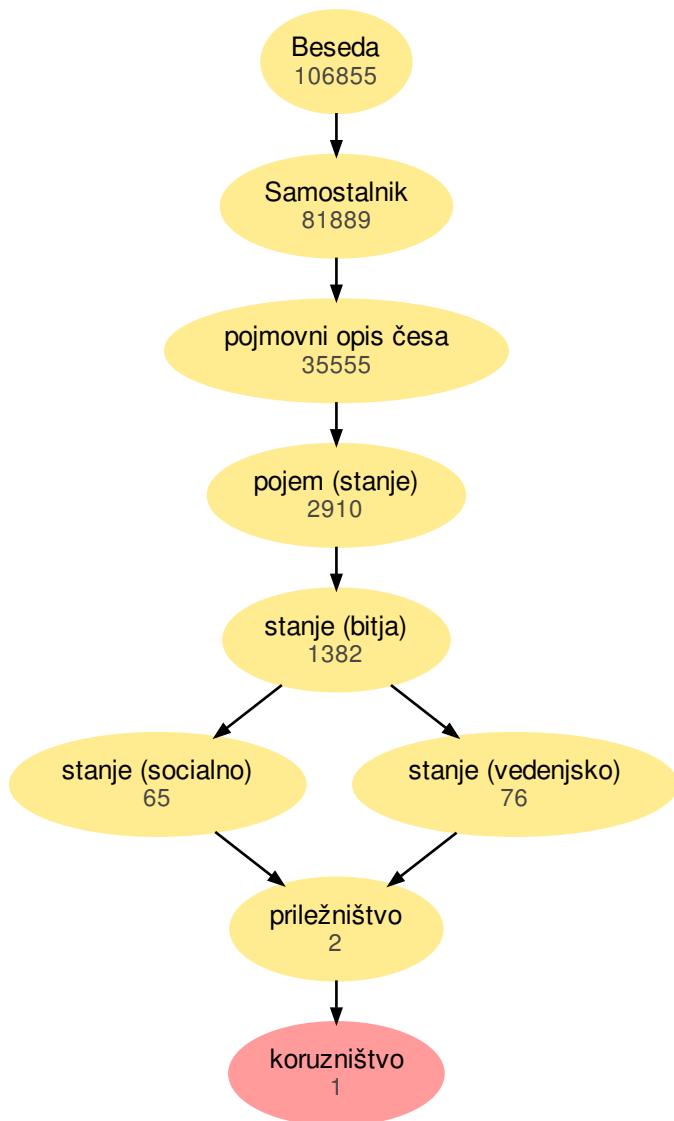 Beseda
106855
Samostalnik
81889
pojmovni opis česa
35555
pojem (stanje)
2910
stanje (bitja)
1382
stanje (socialno)
65
stanje (vedenjsko)
76
priležništvo
2
koruzništvo
1